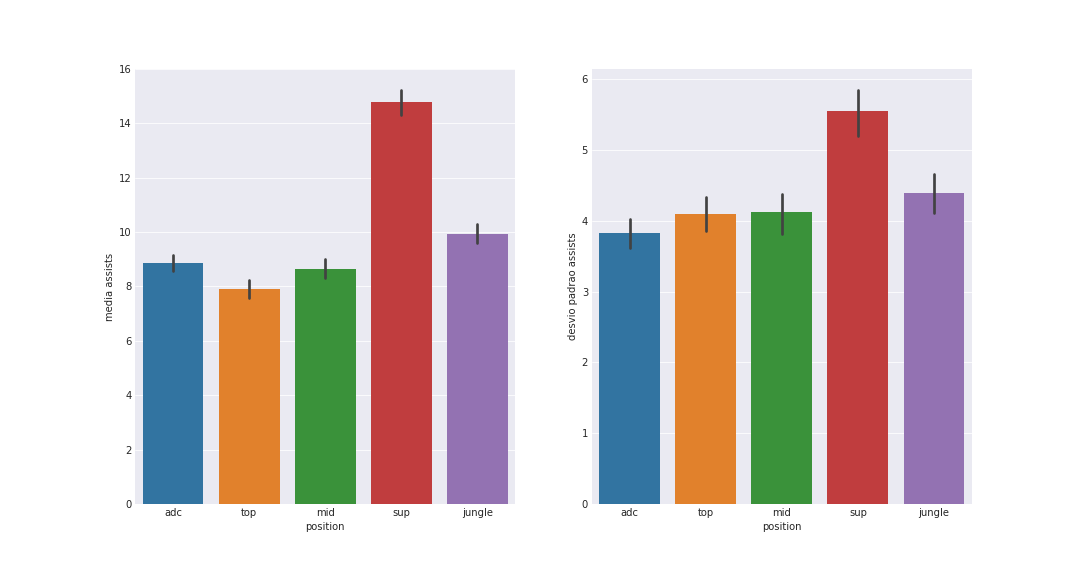 media assists
16
14
12
10
8
6
4
2
0
adc top mid sup jungle
position
desvio padrao assists
6
5
4
3
2
1
0
adc top mid sup jungle
position